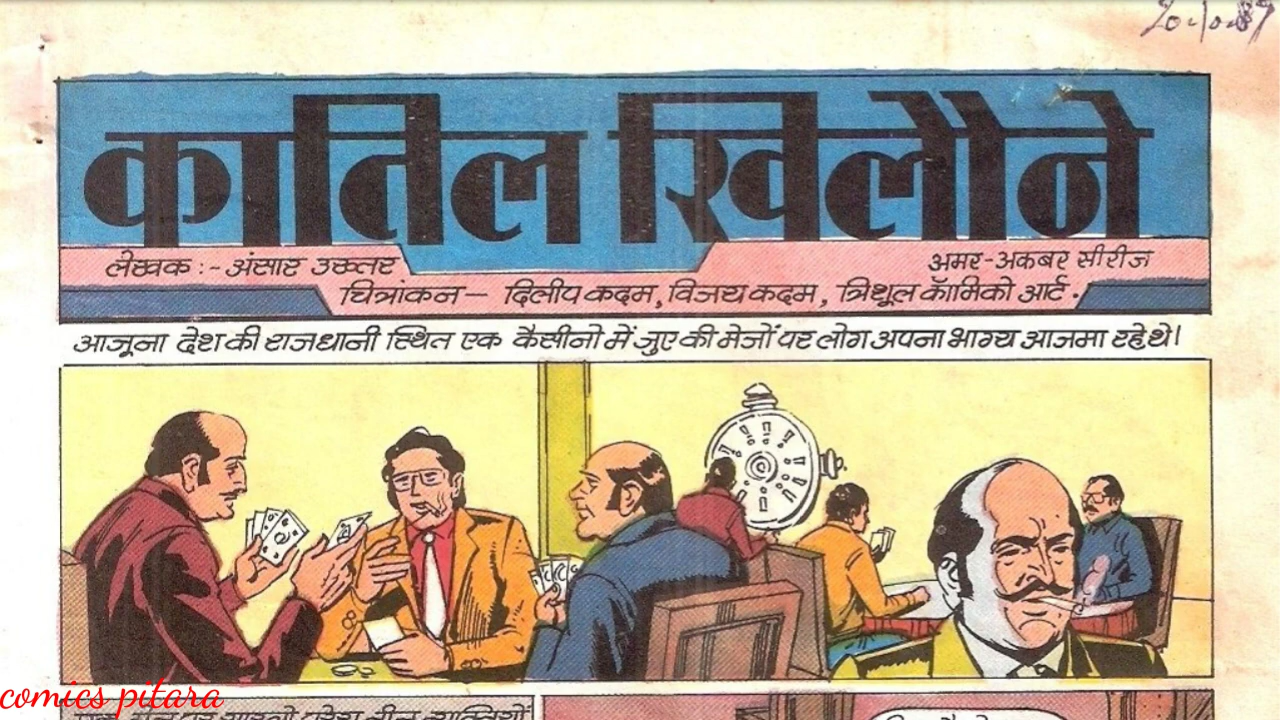 20.10.89
कातिल खिलौने
लेखक :- अंसार अख्तर
अमर-अकबर सीरीज
चित्रांकन — दिलीप कदम, विजय कदम, त्रिशूल कॉमिको आर्ट.
आजूना देश की राजधानी स्थित एक कैसीनो में जुए की मेजों पर लोग अपना भाग्य आजमा रहे थे।
comics pitara